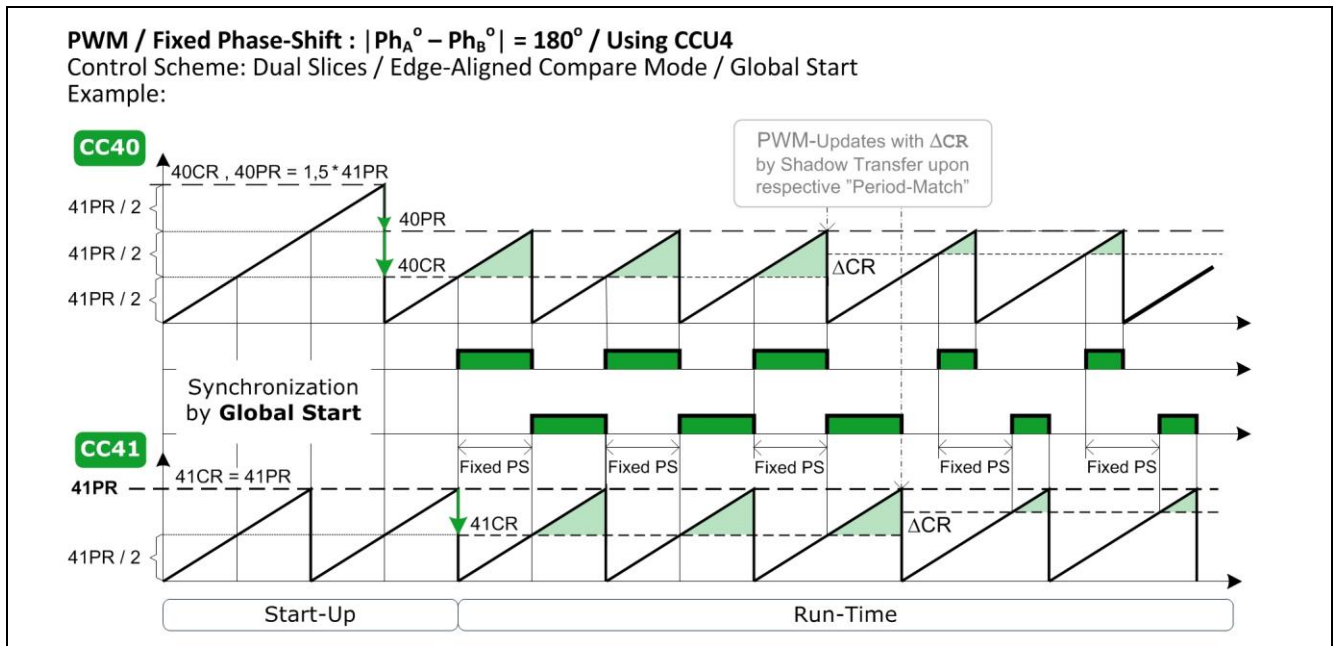 PWM / Fixed Phase-Shift : |PhA° – PhB°| = 180° / Using CCU4
Control Scheme: Dual Slices / Edge-Aligned Compare Mode / Global Start
Example:
PWM-Updates with ΔCR
by Shadow Transfer upon
respective "Period-Match"
CC40
40CR , 40PR = 1,5* 41PR
41PR / 2
40PR
41PR / 2
40CR
ΔCR
41PR / 2
Synchronization
by Global Start
CC41
Fixed PS
Fixed PS
Fixed PS
Fixed PS
Fixed PS
41CR = 41PR
41PR
41CR
ΔCR
41PR / 2
Start-Up
Run-Time